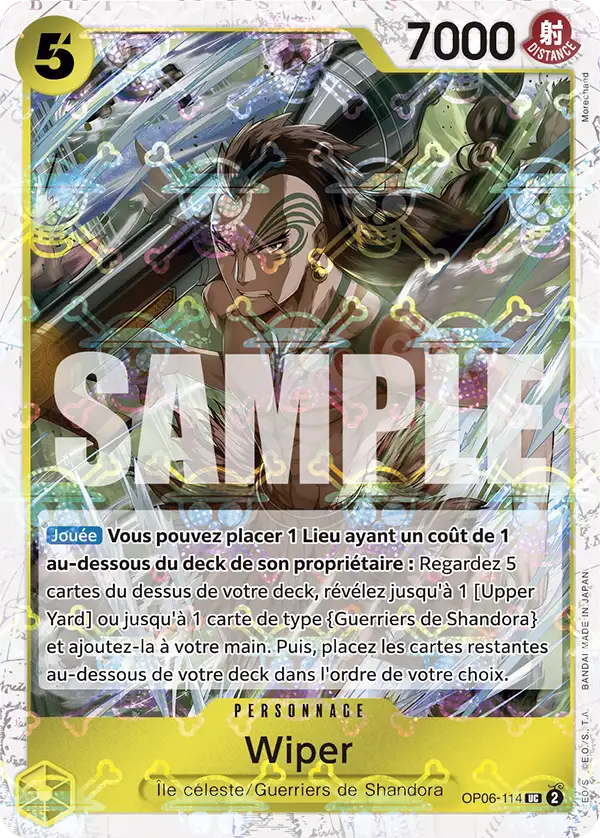 5
7000
射
DISTANCE
Morechand
SAMPLE
Jouée Vous pouvez placer 1 Lieu ayant un coût de 1
au-dessous du deck de son propriétaire : Regardez 5
cartes du dessus de votre deck, révélez jusqu'à 1 [Upper
Yard] ou jusqu'à 1 carte de type {Guerriers de Shandora}
et ajoutez-la à votre main. Puis, placez les cartes restantes
au-dessous de votre deck dans l'ordre de votre choix.
BANDAI MADE IN JAPAN
©E.O./S., T.A.
PERSONNAGE
Wiper
Île céleste/Guerriers de Shandora
OP06-114 UC 2